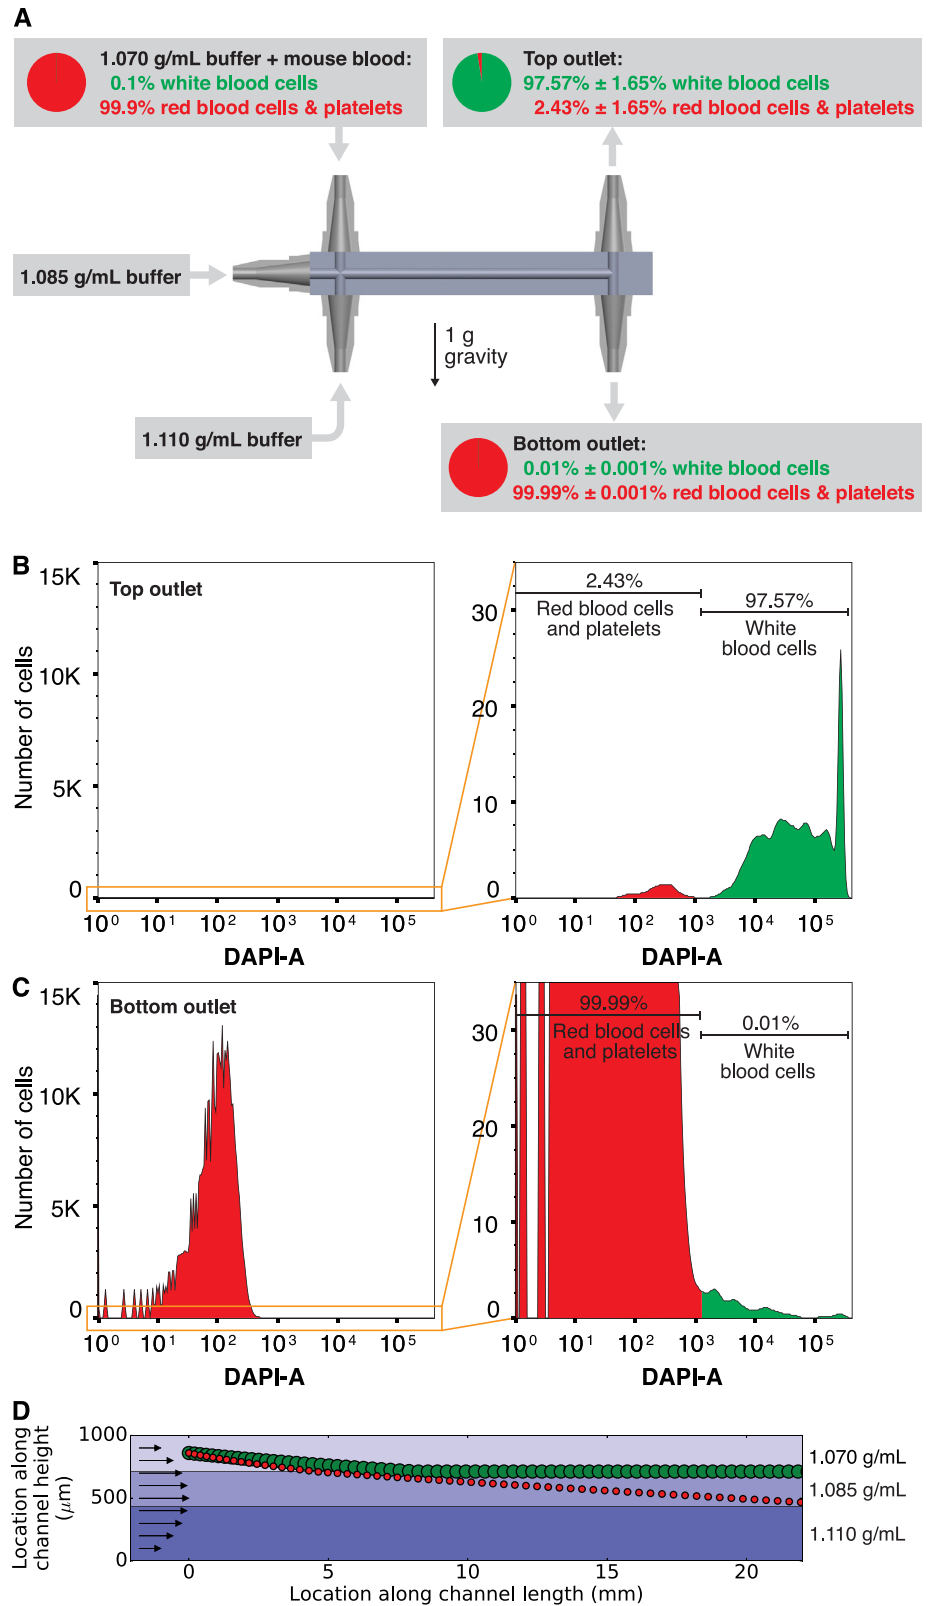 A
1.070 g/mL buffer + mouse blood:
0.1% white blood cells
99.9% red blood cells & platelets
Top outlet:
97.57% ± 1.65% white blood cells
2.43% ± 1.65% red blood cells & platelets
1.085 g/mL buffer
1 g
gravity
1.110 g/mL buffer
Bottom outlet:
0.01% ± 0.001% white blood cells
99.99% ± 0.001% red blood cells & platelets
B
15K
10K
5K
0
Number of cells
Top outlet
10⁰ 10¹ 10² 10³ 10⁴ 10⁵
DAPI-A
30
20
10
0
2.43%
Red blood cells
and platelets
97.57%
White
blood cells
10⁰ 10¹ 10² 10³ 10⁴ 10⁵
DAPI-A
C
15K
10K
5K
0
Number of cells
Bottom outlet
10⁰ 10¹ 10² 10³ 10⁴ 10⁵
DAPI-A
30
20
10
0
99.99%
Red blood cells
and platelets
0.01%
White
blood cells
10⁰ 10¹ 10² 10³ 10⁴ 10⁵
DAPI-A
D
Location along
channel height
(μm)
1000
500
0
1.070 g/mL
1.085 g/mL
1.110 g/mL
0 5 10 15 20
Location along channel length (mm)